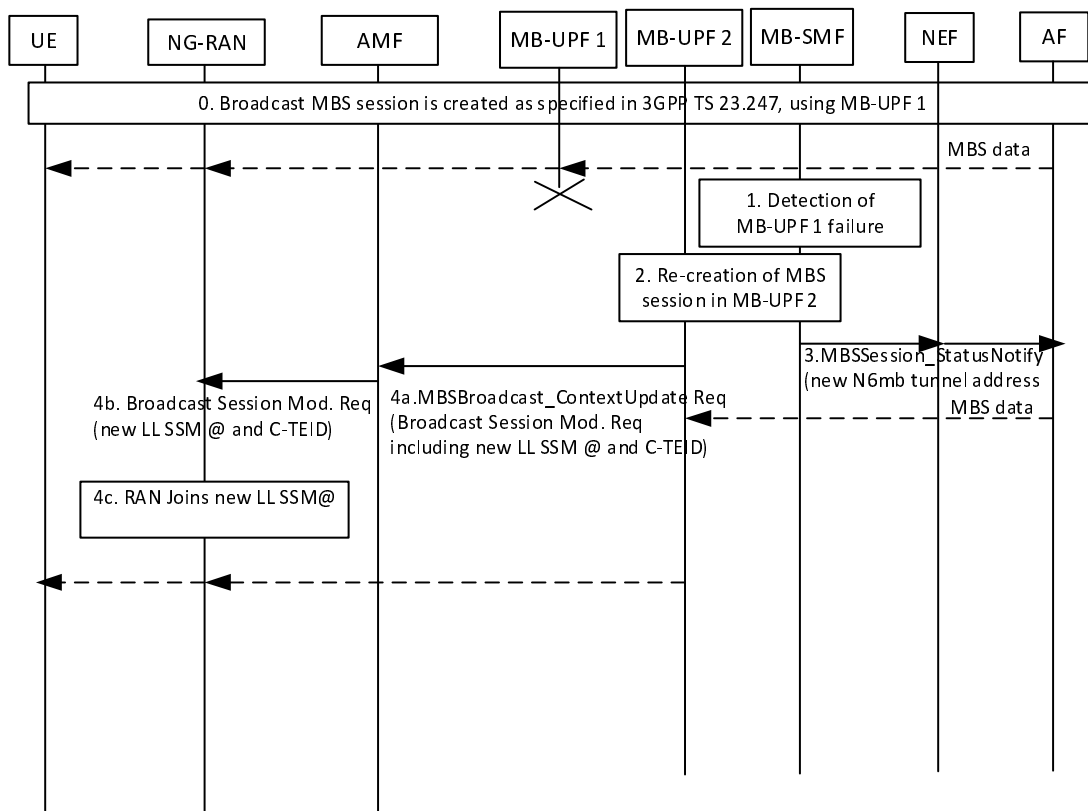 UE
NG-RAN
AMF
MB-UPF 1
MB-UPF 2
MB-SMF
NEF
AF
0. Broadcast MBS session is created as specified in 3GPP TS 23.247, using MB-UPF 1
MBS data
1. Detection of
MB-UPF 1 failure
2. Re-creation of MBS
session in MB-UPF 2
3.MBSSession_StatusNotify
(new N6mb tunnel address
4a.MBSBroadcast_ContextUpdate Req
(Broadcast Session Mod. Req
including new LL SSM @ and C-TEID)
4b. Broadcast Session Mod. Req
(new LL SSM @ and C-TEID)
MBS data
4c. RAN Joins new LL SSM@